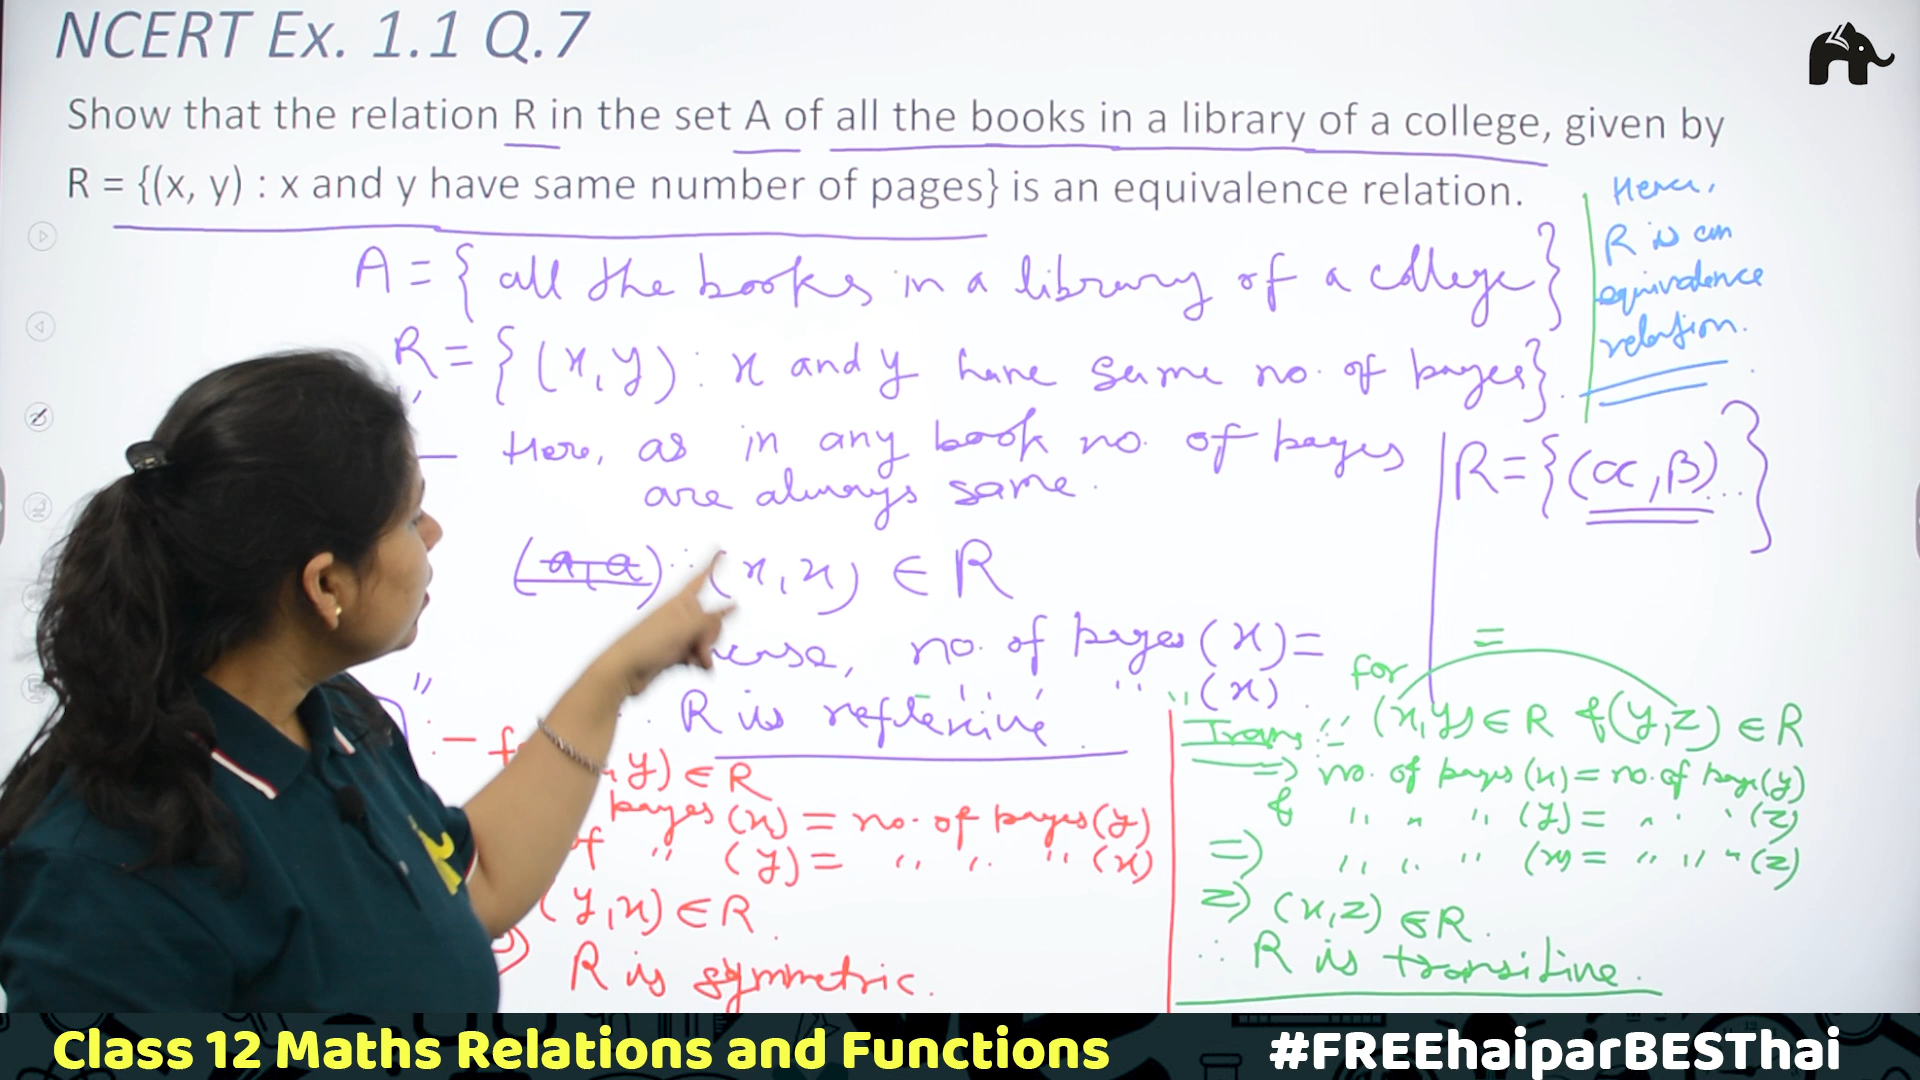 NCERT Ex. 1.1 Q.7
Show that the relation R in the set A of all the books in a library of a college, given by
R = {(x, y) : x and y have same number of pages} is an equivalence relation.
A = { all the books in a library of a college }
R = { (x, y) : x and y have same no. of pages}.
— Here, as in any book no. of pages
are always same.
(a, a) ∵ (x, x) ∈ R
no. of pages (x) =
" (x).
R is reflexive
y) ∈ R
pages (x) = no. of pages (y)
of " (y) = " " " (x)
(y, x) ∈ R
R is symmetric.
Hence,
R is an
equivalence
relation.
R = { (α, β) ... }
=
for
Trans :- (x, y) ∈ R & (y, z) ∈ R
=> no. of pages (x) = no. of page (y)
& " " " (y) = " " " (z)
=> " " " (x) = " " " (z)
=> (x, z) ∈ R.
∴ R is transitive.
Class 12 Maths Relations and Functions
#FREEhaiparBESThai